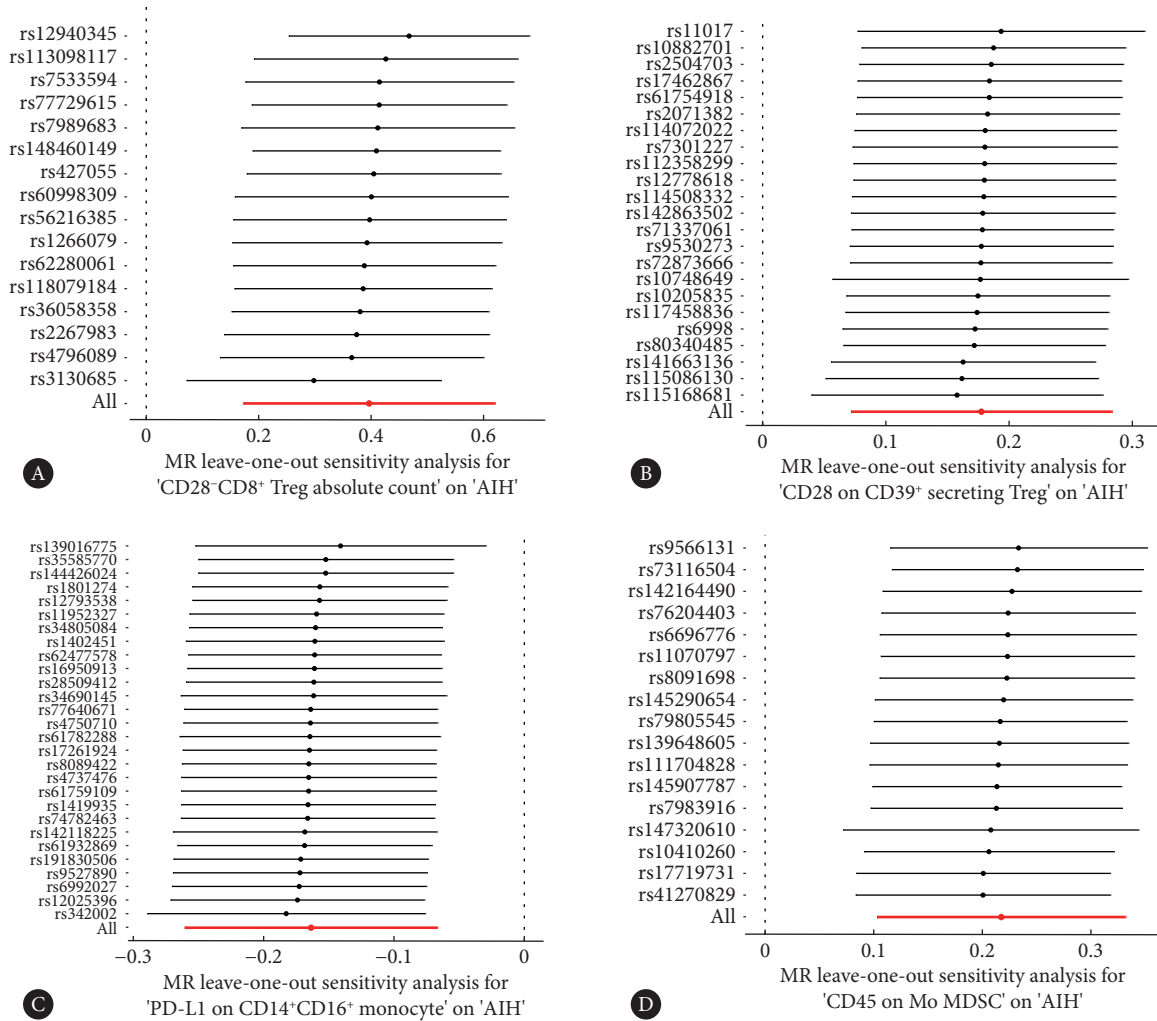 rs12940345
rs113098117
rs7533594
rs77729615
rs7989683
rs148460149
rs427055
rs60998309
rs56216385
rs1266079
rs62280061
rs118079184
rs36058358
rs2267983
rs4796089
rs3130685
All
0 0.2 0.4 0.6
A
MR leave-one-out sensitivity analysis for
'CD28⁻CD8⁺ Treg absolute count' on 'AIH'
rs11017
rs10882701
rs2504703
rs17462867
rs61754918
rs2071382
rs114072022
rs7301227
rs112358299
rs12778618
rs114508332
rs142863502
rs71337061
rs9530273
rs72873666
rs10748649
rs10205835
rs117458836
rs6998
rs80340485
rs141663136
rs115086130
rs115168681
All
0 0.1 0.2 0.3
B
MR leave-one-out sensitivity analysis for
'CD28 on CD39⁺ secreting Treg' on 'AIH'
rs139016775
rs35585770
rs144426024
rs1801274
rs12793538
rs11952327
rs34805084
rs1402451
rs62477578
rs16950913
rs28509412
rs34690145
rs77640671
rs4750710
rs61782288
rs17261924
rs8089422
rs4737476
rs61759109
rs1419935
rs74782463
rs142118225
rs61932869
rs191830506
rs9527890
rs6992027
rs12025396
rs342002
All
−0.3 −0.2 −0.1 0
C
MR leave-one-out sensitivity analysis for
'PD-L1 on CD14⁺CD16⁺ monocyte' on 'AIH'
rs9566131
rs73116504
rs142164490
rs76204403
rs6696776
rs11070797
rs8091698
rs145290654
rs79805545
rs139648605
rs111704828
rs145907787
rs7983916
rs147320610
rs10410260
rs17719731
rs41270829
All
0 0.1 0.2 0.3
D
MR leave-one-out sensitivity analysis for
'CD45 on Mo MDSC' on 'AIH'